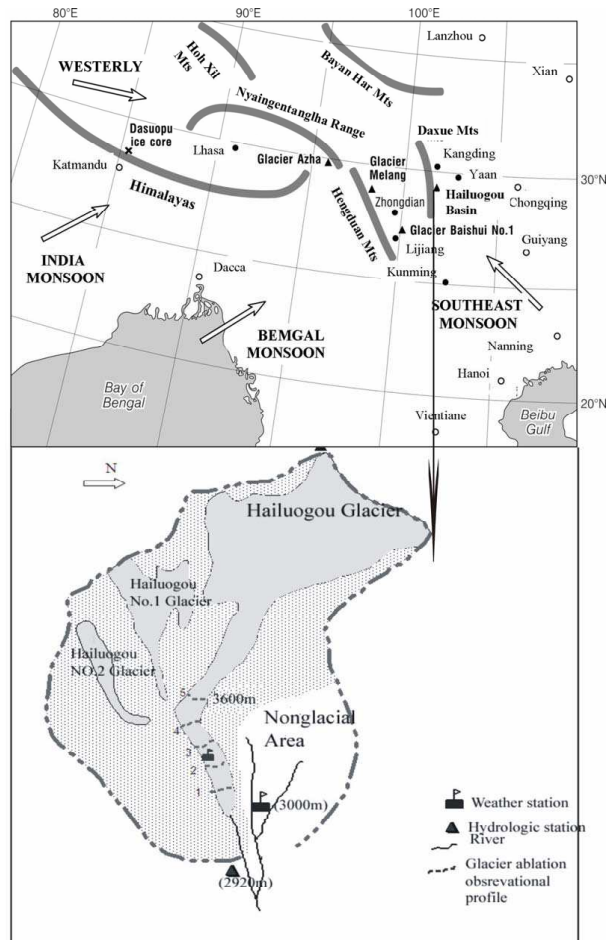 80°E
90°E
100°E
Lanzhou
Xian
Hoh Xil
Mts
Bayan Har Mts
WESTERLY
Nyaingentanglha Range
Daxue Mts
Dasuopu
ice core
Lhasa
Glacier Azha
Glacier
Melang
Kangding
Yaan
30°N
Katmandu
Himalayas
Zhongdian
Hailuogou
Basin
Chongqing
Hengduan Mts
Glacier Baishui No.1
Lijiang
Guiyang
INDIA
MONSOON
Dacca
Kunming
SOUTHEAST
MONSOON
BEMGAL
MONSOON
Nanning
Hanoi
Bay of
Bengal
Vientiane
Beibu
Gulf
20°N
N
Hailuogou Glacier
Hailuogou
No.1 Glacier
Hailuogou
NO.2 Glacier
5
3600m
4
3
2
1
Nonglacial
Area
(3000m)
(2920m)
Weather station
Hydrologic station
River
Glacier ablation
obsrevational
profile